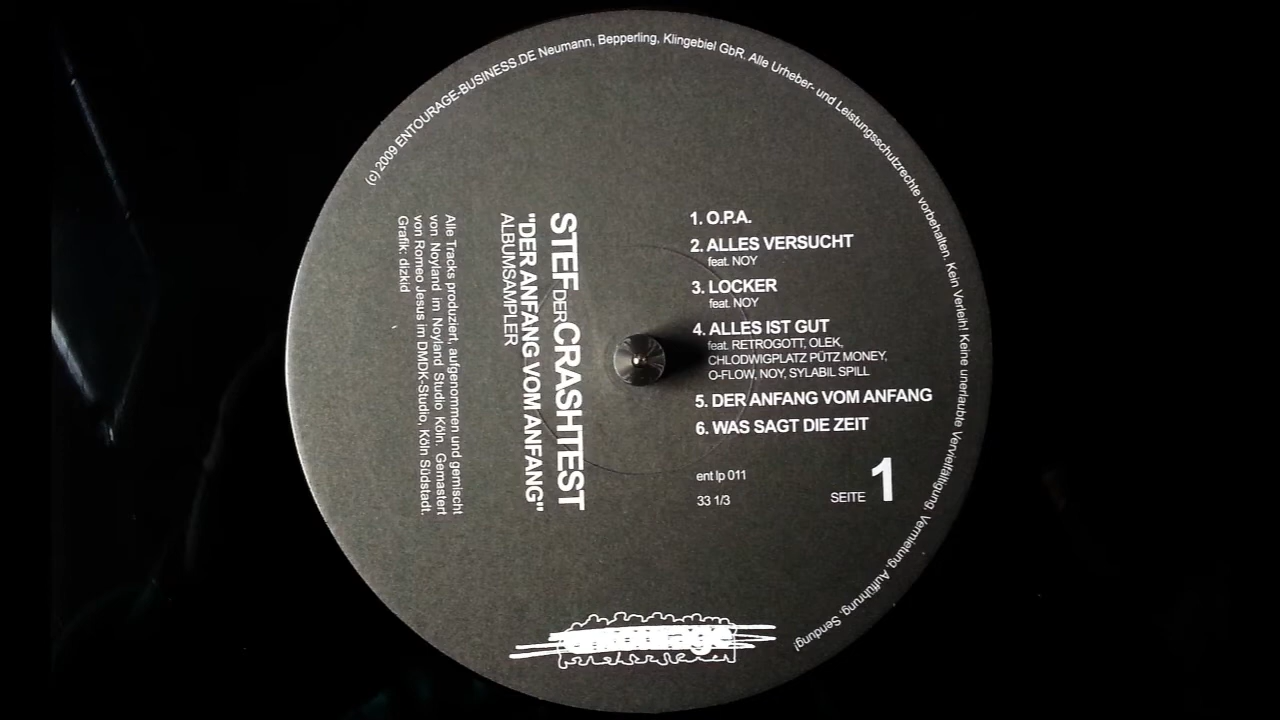 (c) 2009 ENTOURAGE-BUSINESS.DE Neumann, Bepperling, Klingebiel GbR. Alle Urheber- und Leistungsschutzrechte vorbehalten. Kein Verleih! Keine unerlaubte Vervielfältigung, Vermietung, Aufführung, Sendung!
STEF DER CRASHTEST
"DER ANFANG VOM ANFANG"
ALBUMSAMPLER
Alle Tracks produziert, aufgenommen und gemischt
von Noyland im Noyland Studio Köln. Gemastert
von Romeo Jesus im DMDK-Studio, Köln Südstadt.
Grafik: dizkid
1. O.P.A.
2. ALLES VERSUCHT
feat. NOY
3. LOCKER
feat. NOY
4. ALLES IST GUT
feat. RETROGOTT, OLEK,
CHLODWIGPLATZ PÜTZ MONEY,
O-FLOW, NOY, SYLABIL SPILL
5. DER ANFANG VOM ANFANG
6. WAS SAGT DIE ZEIT
ent lp 011
33 1/3
SEITE 1
entourage